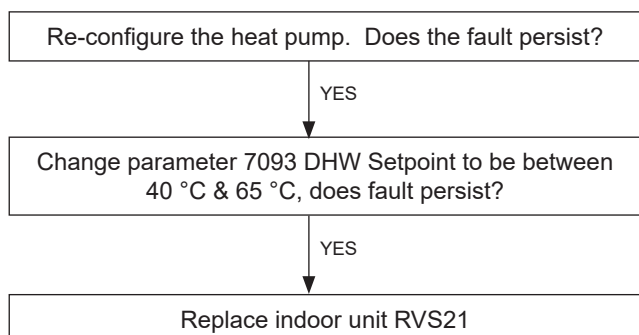 Re-configure the heat pump.  Does the fault persist?
YES
Change parameter 7093 DHW Setpoint to be between
40 °C & 65 °C, does fault persist?
YES
Replace indoor unit RVS21